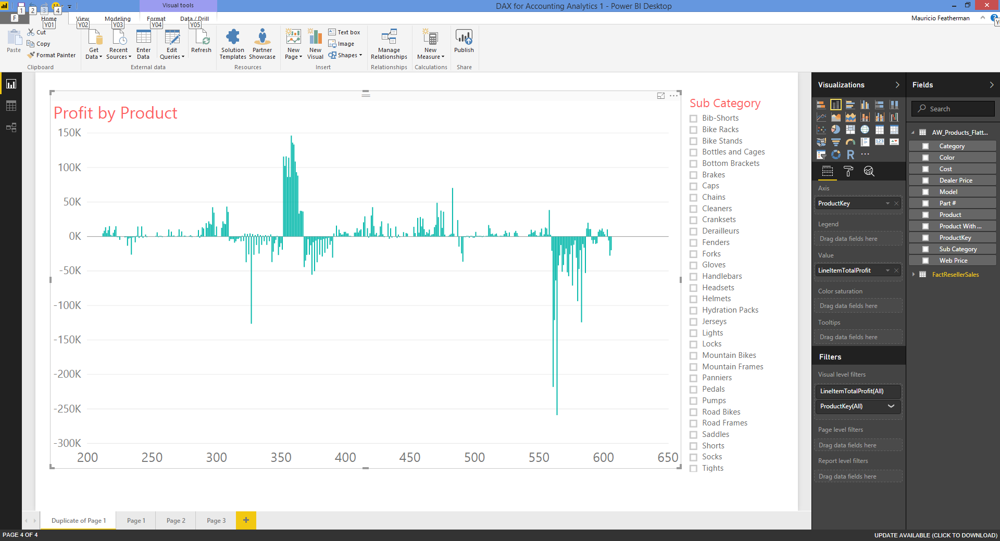 1
2
3
4
Visual tools
DAX for Accounting Analytics 1 - Power BI Desktop
F
Home
View
Modeling
Format
Data / Drill
Mauricio Featherman
?
Y01
Y02
Y03
Y04
Y05
Paste
Cut
Copy
Format Painter
Clipboard
Get Data
Recent Sources
Enter Data
Edit Queries
Refresh
External data
Solution Templates
Partner Showcase
Resources
New Page
New Visual
Text box
Image
Shapes
Insert
Manage Relationships
Relationships
New Measure
Calculations
Publish
Share
Profit by Product
150K
100K
50K
0K
-50K
-100K
-150K
-200K
-250K
-300K
200 250 300 350 400 450 500 550 600 650
Sub Category
Bib-Shorts
Bike Racks
Bike Stands
Bottles and Cages
Bottom Brackets
Brakes
Caps
Chains
Cleaners
Cranksets
Derailleurs
Fenders
Forks
Gloves
Handlebars
Headsets
Helmets
Hydration Packs
Jerseys
Lights
Locks
Mountain Bikes
Mountain Frames
Panniers
Pedals
Pumps
Road Bikes
Road Frames
Saddles
Shorts
Socks
Tights
Visualizations
R
123
Axis
ProductKey
Legend
Drag data fields here
Value
LineItemTotalProfit
Color saturation
Drag data fields here
Tooltips
Drag data fields here
Filters
Visual level filters
LineItemTotalProfit(All)
ProductKey(All)
Page level filters
Drag data fields here
Report level filters
Drag data fields here
Fields
Search
AW_Products_Flatt...
Category
Color
Cost
Dealer Price
Model
Part #
Product
Product With ...
ProductKey
Sub Category
Web Price
FactResellerSales
Duplicate of Page 1
Page 1
Page 2
Page 3
+
PAGE 4 OF 4
UPDATE AVAILABLE (CLICK TO DOWNLOAD)